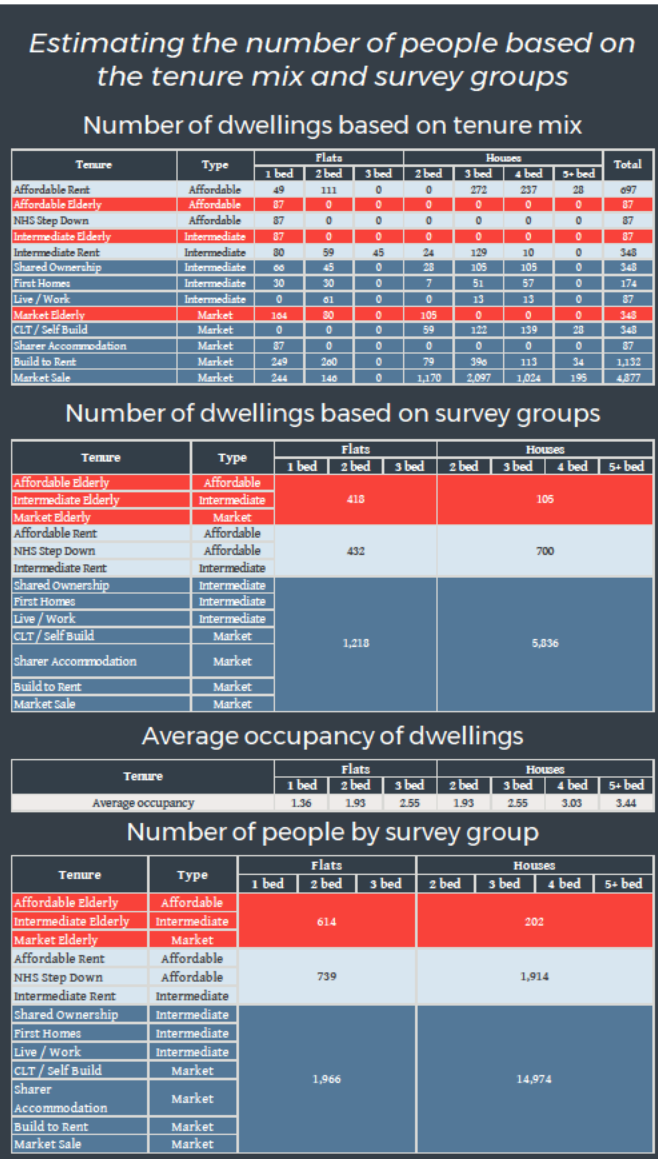 Estimating the number of people based on
the tenure mix and survey groups
Number of dwellings based on tenure mix
Tenure Type Flats Houses Total
1 bed 2 bed 3 bed 2 bed 3 bed 4 bed 5+ bed
Affordable Rent Affordable 49 111 0 0 272 237 28 697
Affordable Elderly Affordable 87 0 0 0 0 0 0 87
NHS Step Down Affordable 87 0 0 0 0 0 0 87
Intermediate Elderly Intermediate 87 0 0 0 0 0 0 87
Intermediate Rent Intermediate 80 59 45 24 129 10 0 348
Shared Ownership Intermediate 66 45 0 28 105 105 0 348
First Homes Intermediate 30 30 0 7 51 57 0 174
Live / Work Intermediate 0 61 0 0 13 13 0 87
Market Elderly Market 164 80 0 105 0 0 0 348
CLT / Self Build Market 0 0 0 59 122 139 28 348
Sharer Accommodation Market 87 0 0 0 0 0 0 87
Build to Rent Market 249 260 0 79 396 113 34 1,132
Market Sale Market 244 146 0 1,170 2,097 1,024 195 4,877
Number of dwellings based on survey groups
Tenure Type Flats Houses
1 bed 2 bed 3 bed 2 bed 3 bed 4 bed 5+ bed
Affordable Elderly Affordable
Intermediate Elderly Intermediate 418 105
Market Elderly Market
Affordable Rent Affordable
NHS Step Down Affordable 432 700
Intermediate Rent Intermediate
Shared Ownership Intermediate
First Homes Intermediate
Live / Work Intermediate
CLT / Self Build Market
1,218 5,836
Sharer Accommodation Market
Build to Rent Market
Market Sale Market
Average occupancy of dwellings
Tenure Flats Houses
1 bed 2 bed 3 bed 2 bed 3 bed 4 bed 5+ bed
Average occupancy 1.36 1.93 2.55 1.93 2.55 3.03 3.44
Number of people by survey group
Tenure Type Flats Houses
1 bed 2 bed 3 bed 2 bed 3 bed 4 bed 5+ bed
Affordable Elderly Affordable
Intermediate Elderly Intermediate 614 202
Market Elderly Market
Affordable Rent Affordable
NHS Step Down Affordable 739 1,914
Intermediate Rent Intermediate
Shared Ownership Intermediate
First Homes Intermediate
Live / Work Intermediate
CLT / Self Build Market
1,966 14,974
Sharer
Accommodation Market
Build to Rent Market
Market Sale Market